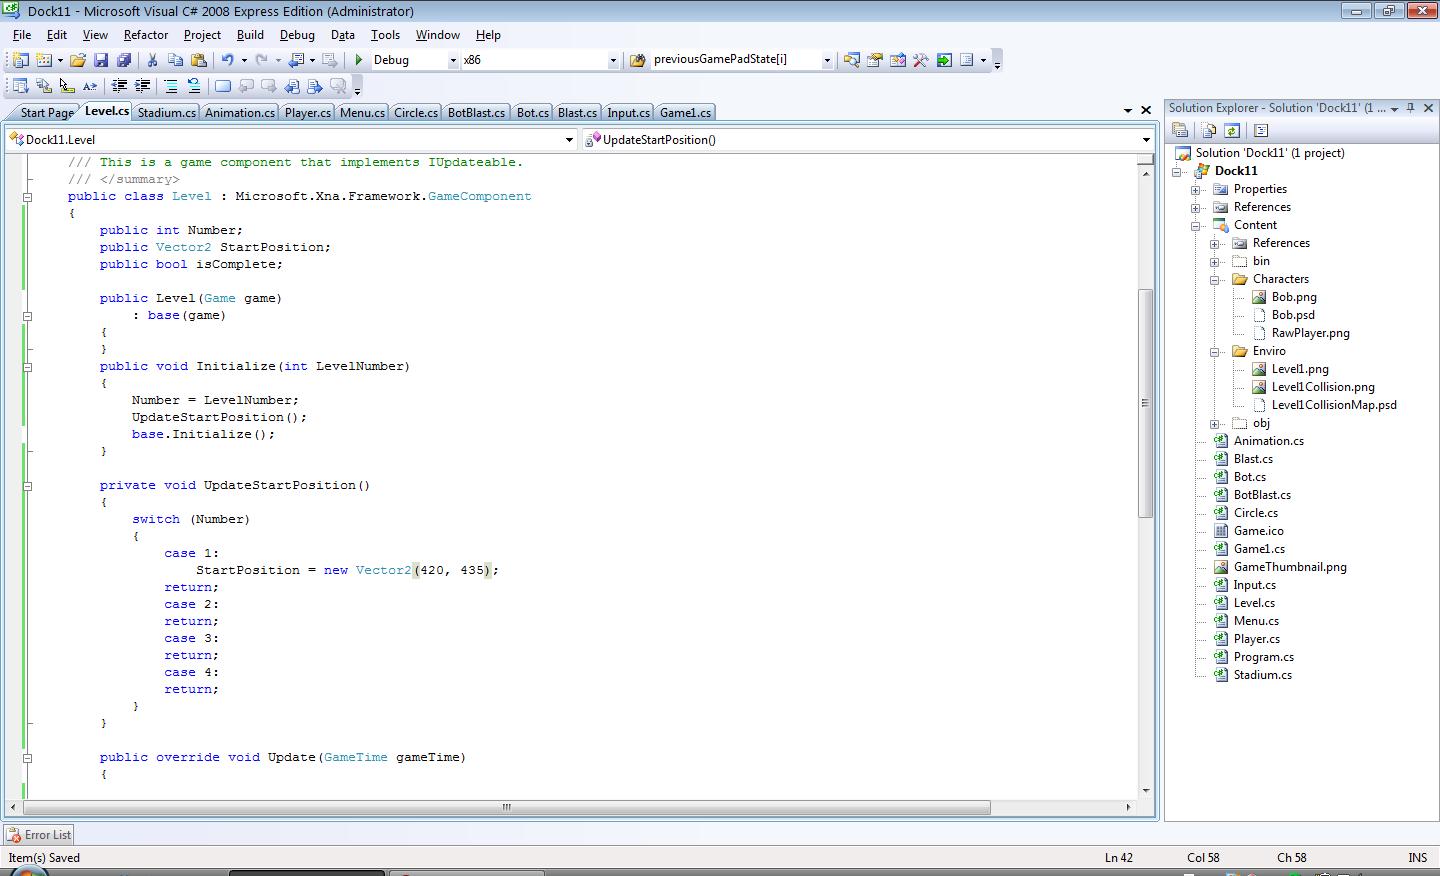 Dock11 - Microsoft Visual C# 2008 Express Edition (Administrator)
File Edit View Refactor Project Build Debug Data Tools Window Help
Debug x86 previousGamePadState[i]
Start Page Level.cs Stadium.cs Animation.cs Player.cs Menu.cs Circle.cs BotBlast.cs Bot.cs Blast.cs Input.cs Game1.cs
Dock11.Level UpdateStartPosition()
/// This is a game component that implements IUpdateable.
/// </summary>
public class Level : Microsoft.Xna.Framework.GameComponent
{
public int Number;
public Vector2 StartPosition;
public bool isComplete;
public Level(Game game)
: base(game)
{
}
public void Initialize(int LevelNumber)
{
Number = LevelNumber;
UpdateStartPosition();
base.Initialize();
}
private void UpdateStartPosition()
{
switch (Number)
{
case 1:
StartPosition = new Vector2(420, 435);
return;
case 2:
return;
case 3:
return;
case 4:
return;
}
}
public override void Update(GameTime gameTime)
{
Solution Explorer - Solution 'Dock11' (1 ...
Solution 'Dock11' (1 project)
Dock11
Properties
References
Content
References
bin
Characters
Bob.png
Bob.psd
RawPlayer.png
Enviro
Level1.png
Level1Collision.png
Level1CollisionMap.psd
obj
Animation.cs
Blast.cs
Bot.cs
BotBlast.cs
Circle.cs
Game.ico
Game1.cs
GameThumbnail.png
Input.cs
Level.cs
Menu.cs
Player.cs
Program.cs
Stadium.cs
Error List
Item(s) Saved Ln 42 Col 58 Ch 58 INS